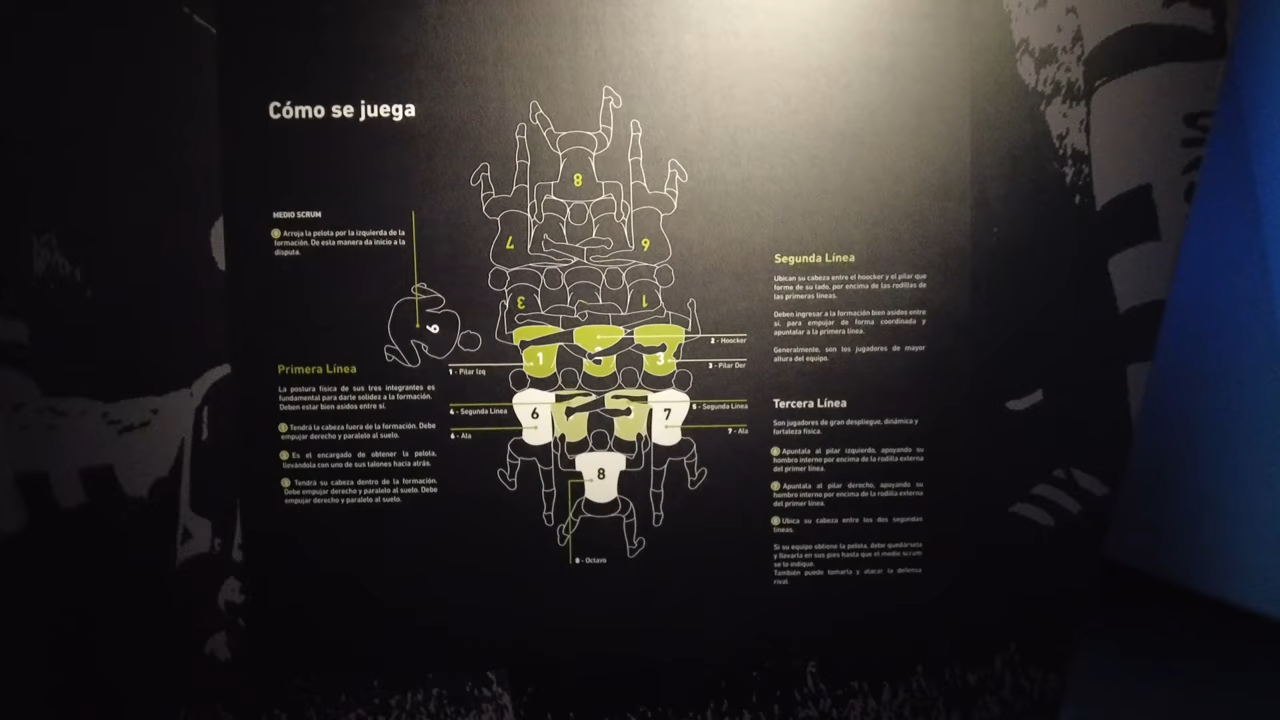 Cómo se juega
MEDIO SCRUM
9 Arroja la pelota por la izquierda de la
formación. De esta manera da inicio a la
disputa.
Primera Línea
La postura física de sus tres integrantes es
fundamental para darle solidez a la formación.
Deben estar bien asidos entre sí.
1 Tendrá la cabeza fuera de la formación. Debe
empujar derecho y paralelo al suelo.
2 Es el encargado de obtener la pelota,
llevándola con uno de sus talones hacia atrás.
3 Tendrá su cabeza dentro de la formación.
Debe empujar derecho y paralelo al suelo. Debe
empujar derecho y paralelo al suelo.
8
7
6
3
1
9
1
3
6
7
8
1 - Pilar Izq
4 - Segunda Línea
6 - Ala
2 - Hoocker
3 - Pilar Der
5 - Segunda Línea
7 - Ala
8 - Octavo
Segunda Línea
Ubican su cabeza entre el hoocker y el pilar que
forme de su lado, por encima de las rodillas de
las primeras líneas.
Deben ingresar a la formación bien asidos entre
sí, para empujar de forma coordinada y
apuntalar a la primera línea.
Generalmente, son los jugadores de mayor
altura del equipo.
Tercera Línea
Son jugadores de gran despliegue, dinámica y
fortaleza física.
6 Apuntala al pilar izquierdo, apoyando su
hombro interno por encima de la rodilla externa
del primer línea.
7 Apuntala al pilar derecho, apoyando su
hombro interno por encima de la rodilla externa
del primer línea.
8 Ubica su cabeza entre los dos segundas
líneas.
Si su equipo obtiene la pelota, debe guardársela
y llevarla en sus pies hasta que el medio scrum
se lo indique.
También puede tomarla y atacar la defensa
rival.